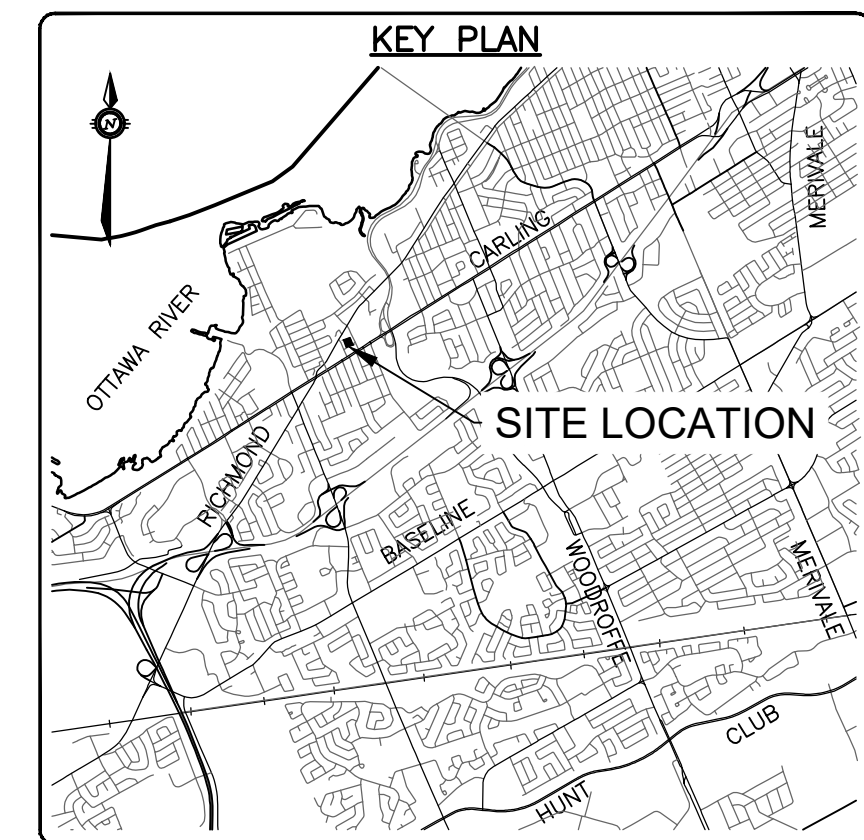 KEY PLAN
N
MERIVALE
CARLING
OTTAWA RIVER
SITE LOCATION
RICHMOND
BASELINE
WOODROFFE
MERIVALE
CLUB
HUNT